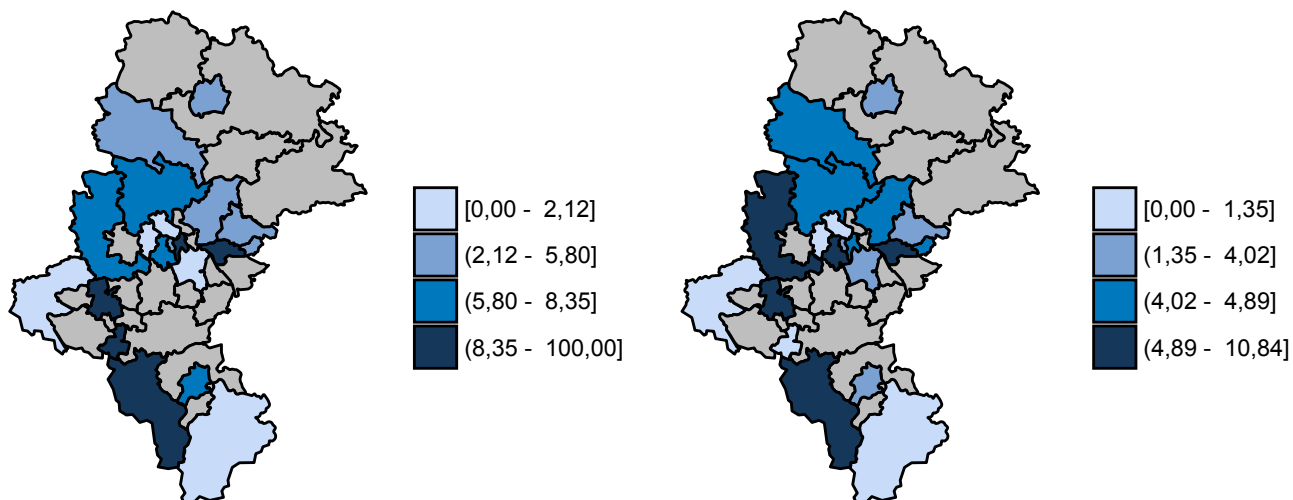 [0,00 - 2,12]
(2,12 - 5,80]
(5,80 - 8,35]
(8,35 - 100,00]
[0,00 - 1,35]
(1,35 - 4,02]
(4,02 - 4,89]
(4,89 - 10,84]